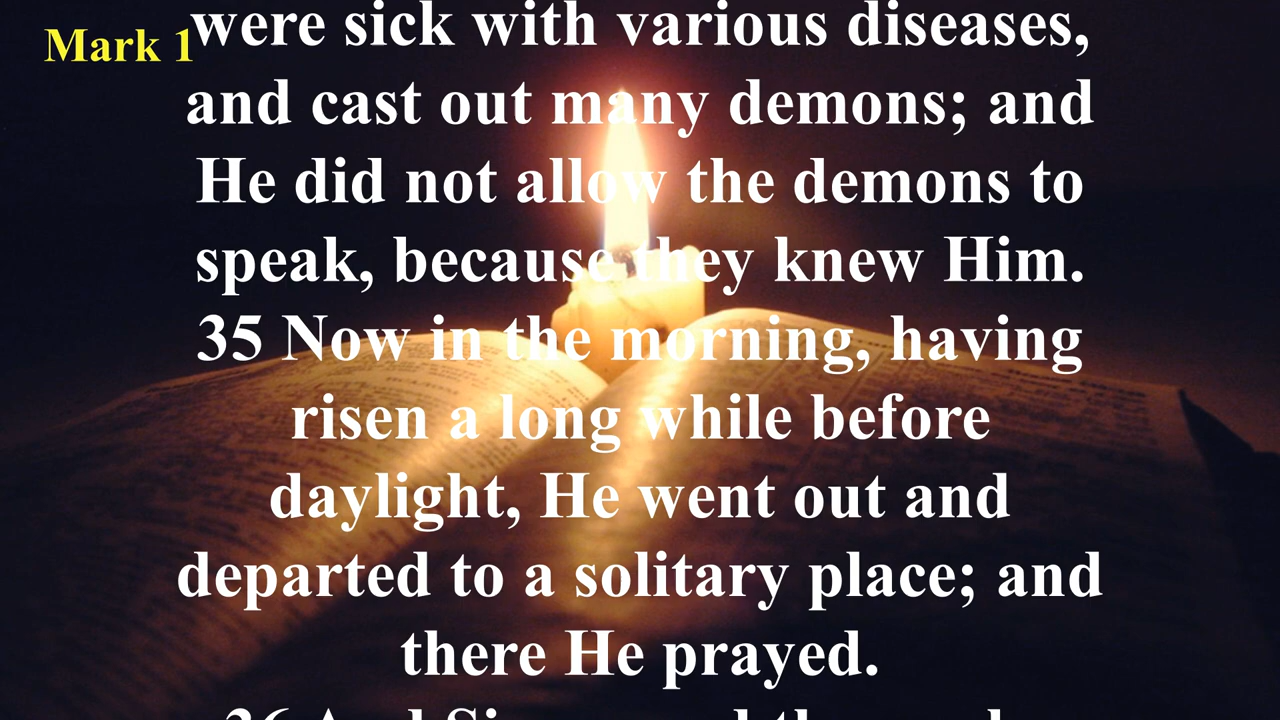 Mark 1
were sick with various diseases,
and cast out many demons; and
He did not allow the demons to
speak, because they knew Him.
35 Now in the morning, having
risen a long while before
daylight, He went out and
departed to a solitary place; and
there He prayed.
36 And Simon and those who